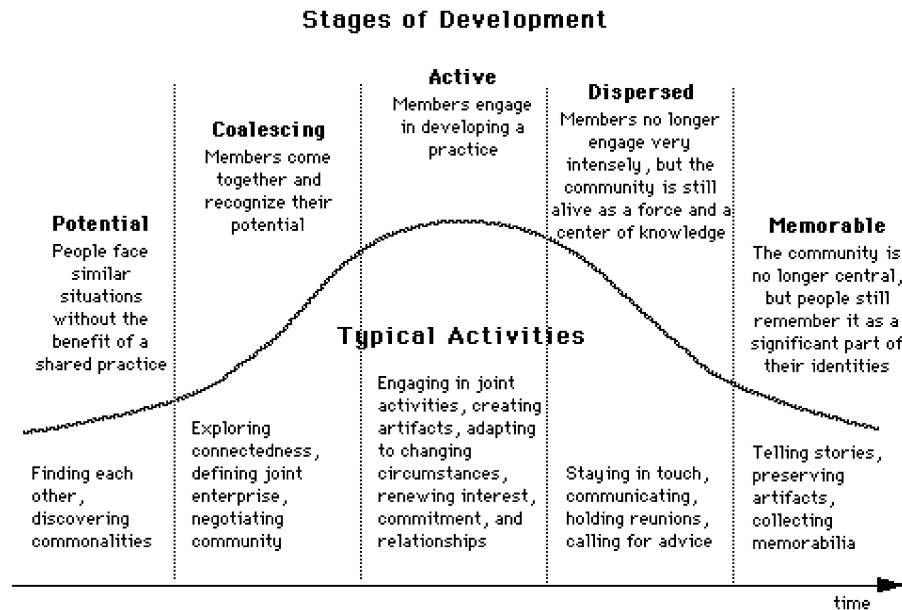 Stages of Development
Potential
People face
similar
situations
without the
benefit of a
shared practice
Coalescing
Members come
together and
recognize their
potential
Active
Members engage
in developing a
practice
Dispersed
Members no longer
engage very
intensely, but the
community is still
alive as a force and a
center of knowledge
Memorable
The community is
no longer central,
but people still
remember it as a
significant part of
their identities
Typical Activities
Finding each
other,
discovering
commonalities
Exploring
connectedness,
defining joint
enterprise,
negotiating
community
Engaging in joint
activities, creating
artifacts, adapting
to changing
circumstances,
renewing interest,
commitment, and
relationships
Staying in touch,
communicating,
holding reunions,
calling for advice
Telling stories,
preserving
artifacts,
collecting
memorabilia
time